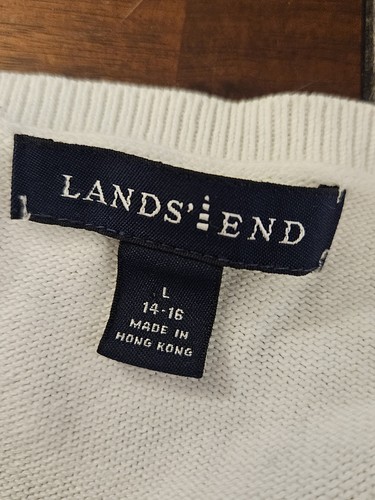 LANDS' END
L
14-16
MADE IN
HONG KONG